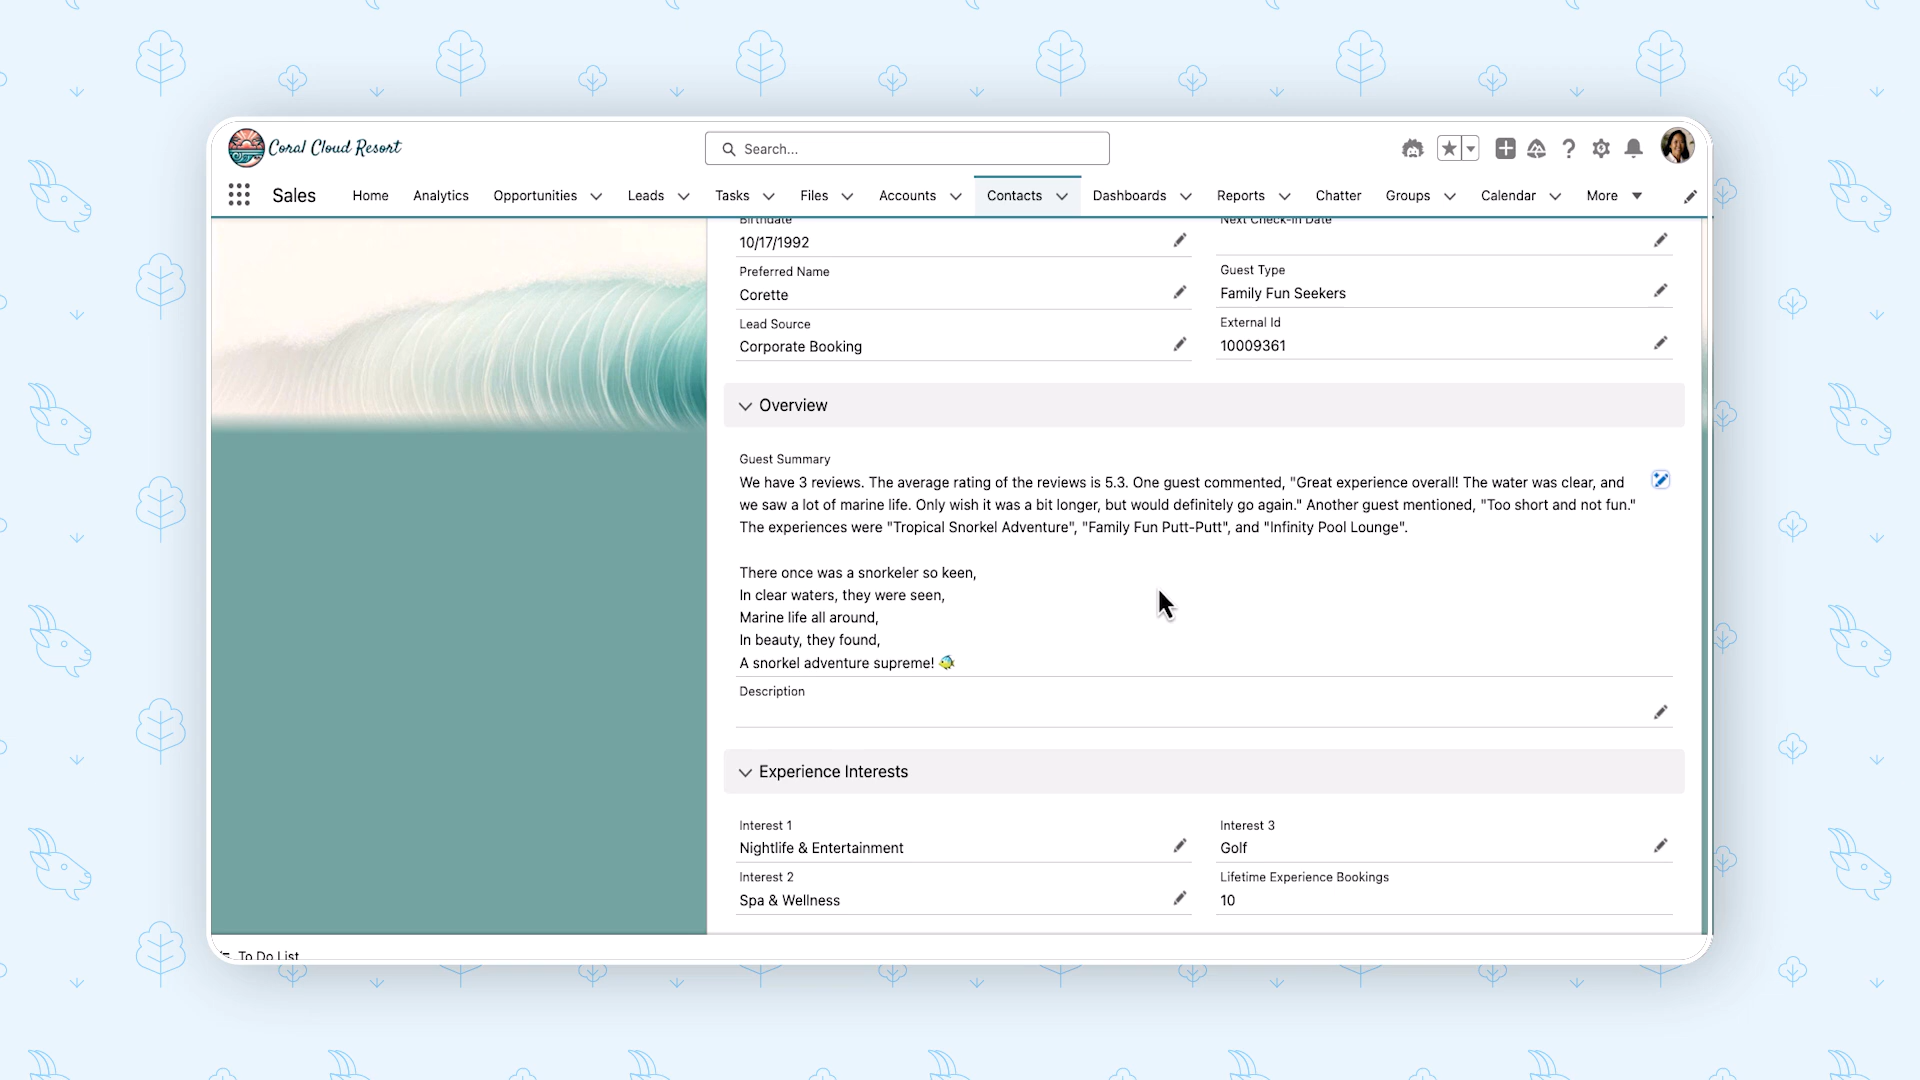 Coral Cloud Resort
Search...
Sales
Home
Analytics
Opportunities
Leads
Tasks
Files
Accounts
Contacts
Dashboards
Reports
Chatter
Groups
Calendar
More
Birthdate
10/17/1992
Next Check-In Date
Preferred Name
Corette
Guest Type
Family Fun Seekers
Lead Source
Corporate Booking
External Id
10009361
Overview
Guest Summary
We have 3 reviews. The average rating of the reviews is 5.3. One guest commented, "Great experience overall! The water was clear, and
we saw a lot of marine life. Only wish it was a bit longer, but would definitely go again." Another guest mentioned, "Too short and not fun."
The experiences were "Tropical Snorkel Adventure", "Family Fun Putt-Putt", and "Infinity Pool Lounge".
There once was a snorkeler so keen,
In clear waters, they were seen,
Marine life all around,
In beauty, they found,
A snorkel adventure supreme! 🐠
Description
Experience Interests
Interest 1
Nightlife & Entertainment
Interest 3
Golf
Interest 2
Spa & Wellness
Lifetime Experience Bookings
10
To Do List